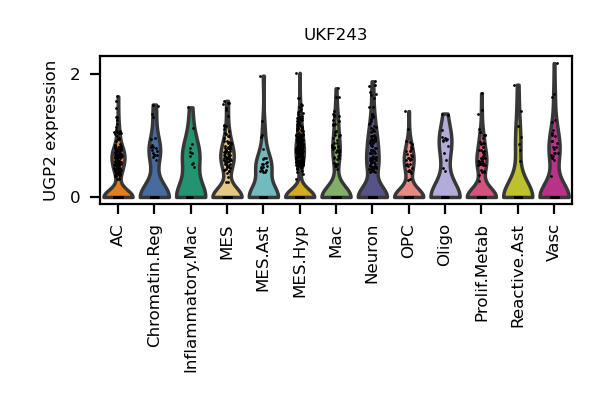 UKF243
UGP2 expression
2
0
AC
Chromatin.Reg
Inflammatory.Mac
MES
MES.Ast
MES.Hyp
Mac
Neuron
OPC
Oligo
Prolif.Metab
Reactive.Ast
Vasc